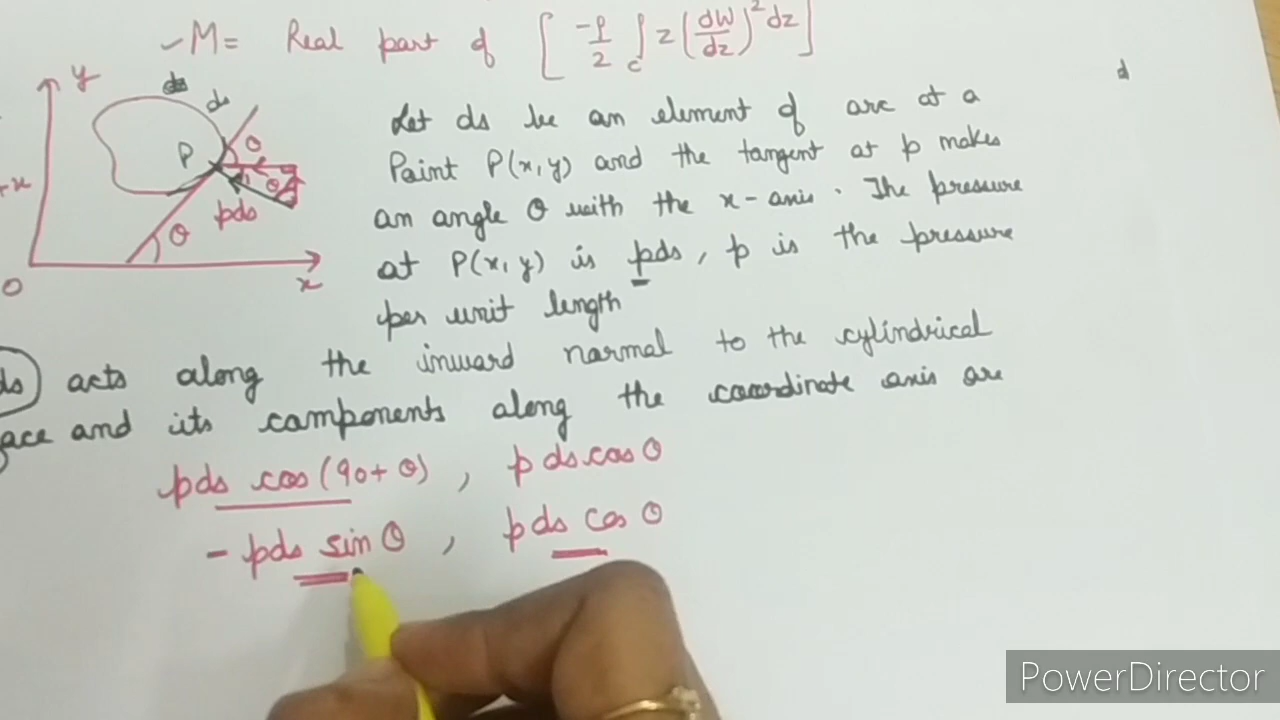 M = Real part of [ -ρ/2 ∫c z (dW/dz)² dz ]
y
ds
P
θ
θ
pds
θ
x
O
d
Let ds be an element of arc at a
Point P(x, y) and the tangent at p makes
an angle θ with the x-axis. The pressure
at P(x, y) is pds, p is the pressure
per unit length
ds acts along the inward normal to the cylindrical
face and its components along the coordinate axis are
pds cos(90+θ), p ds cos θ
- pds sin θ, pds cos θ
PowerDirector